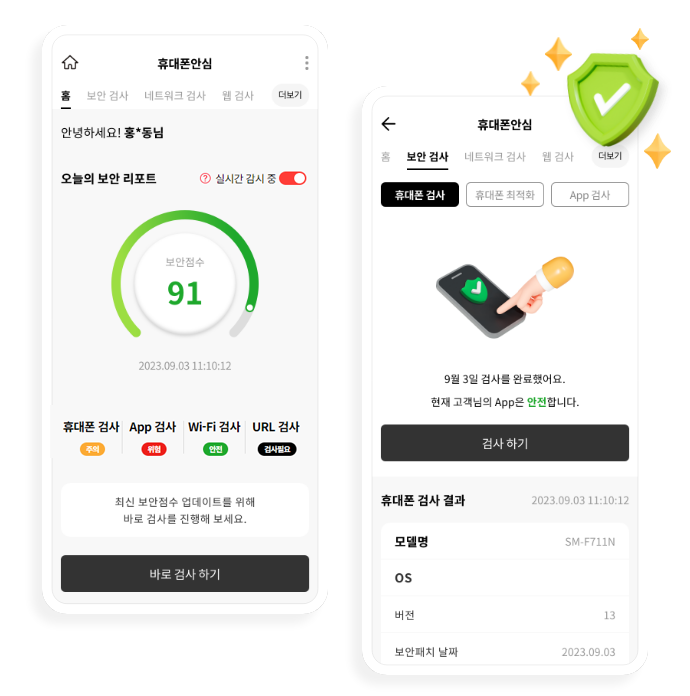 휴대폰안심
홈 보안 검사 네트워크 검사 웹 검사 더보기
안녕하세요! 홍*동님
오늘의 보안 리포트 ? 실시간 감시 중
보안점수
91
2023.09.03 11:10:12
휴대폰 검사 App 검사 Wi-Fi 검사 URL 검사
주의 위험 안전 검사필요
최신 보안점수 업데이트를 위해
바로 검사를 진행해 보세요.
바로 검사 하기
휴대폰안심
홈 보안 검사 네트워크 검사 웹 검사 더보기
휴대폰 검사 휴대폰 최적화 App 검사
9월 3일 검사를 완료했어요.
현재 고객님의 App은 안전합니다.
검사 하기
휴대폰 검사 결과 2023.09.03 11:10:12
모델명 SM-F711N
OS
버전 13
보안패치 날짜 2023.09.03